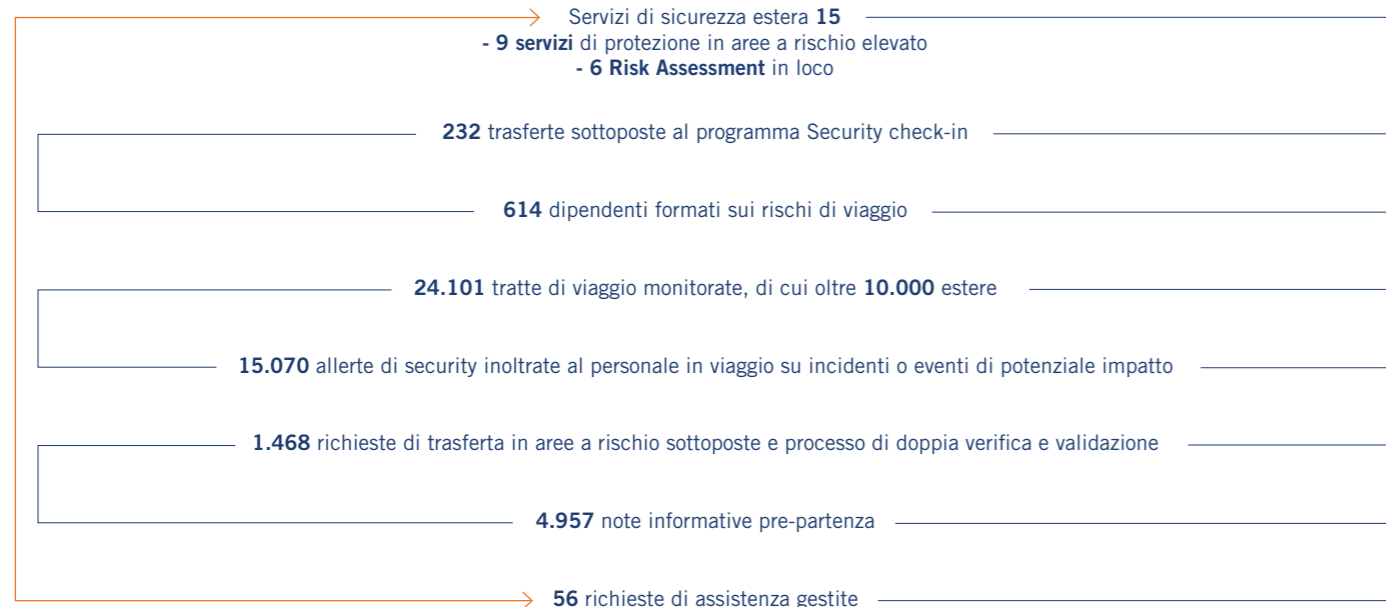 Servizi di sicurezza estera 15
- 9 servizi di protezione in aree a rischio elevato
- 6 Risk Assessment in loco
232 trasferte sottoposte al programma Security check-in
614 dipendenti formati sui rischi di viaggio
24.101 tratte di viaggio monitorate, di cui oltre 10.000 estere
15.070 allerte di security inoltrate al personale in viaggio su incidenti o eventi di potenziale impatto
1.468 richieste di trasferta in aree a rischio sottoposte e processo di doppia verifica e validazione
4.957 note informative pre-partenza
56 richieste di assistenza gestite